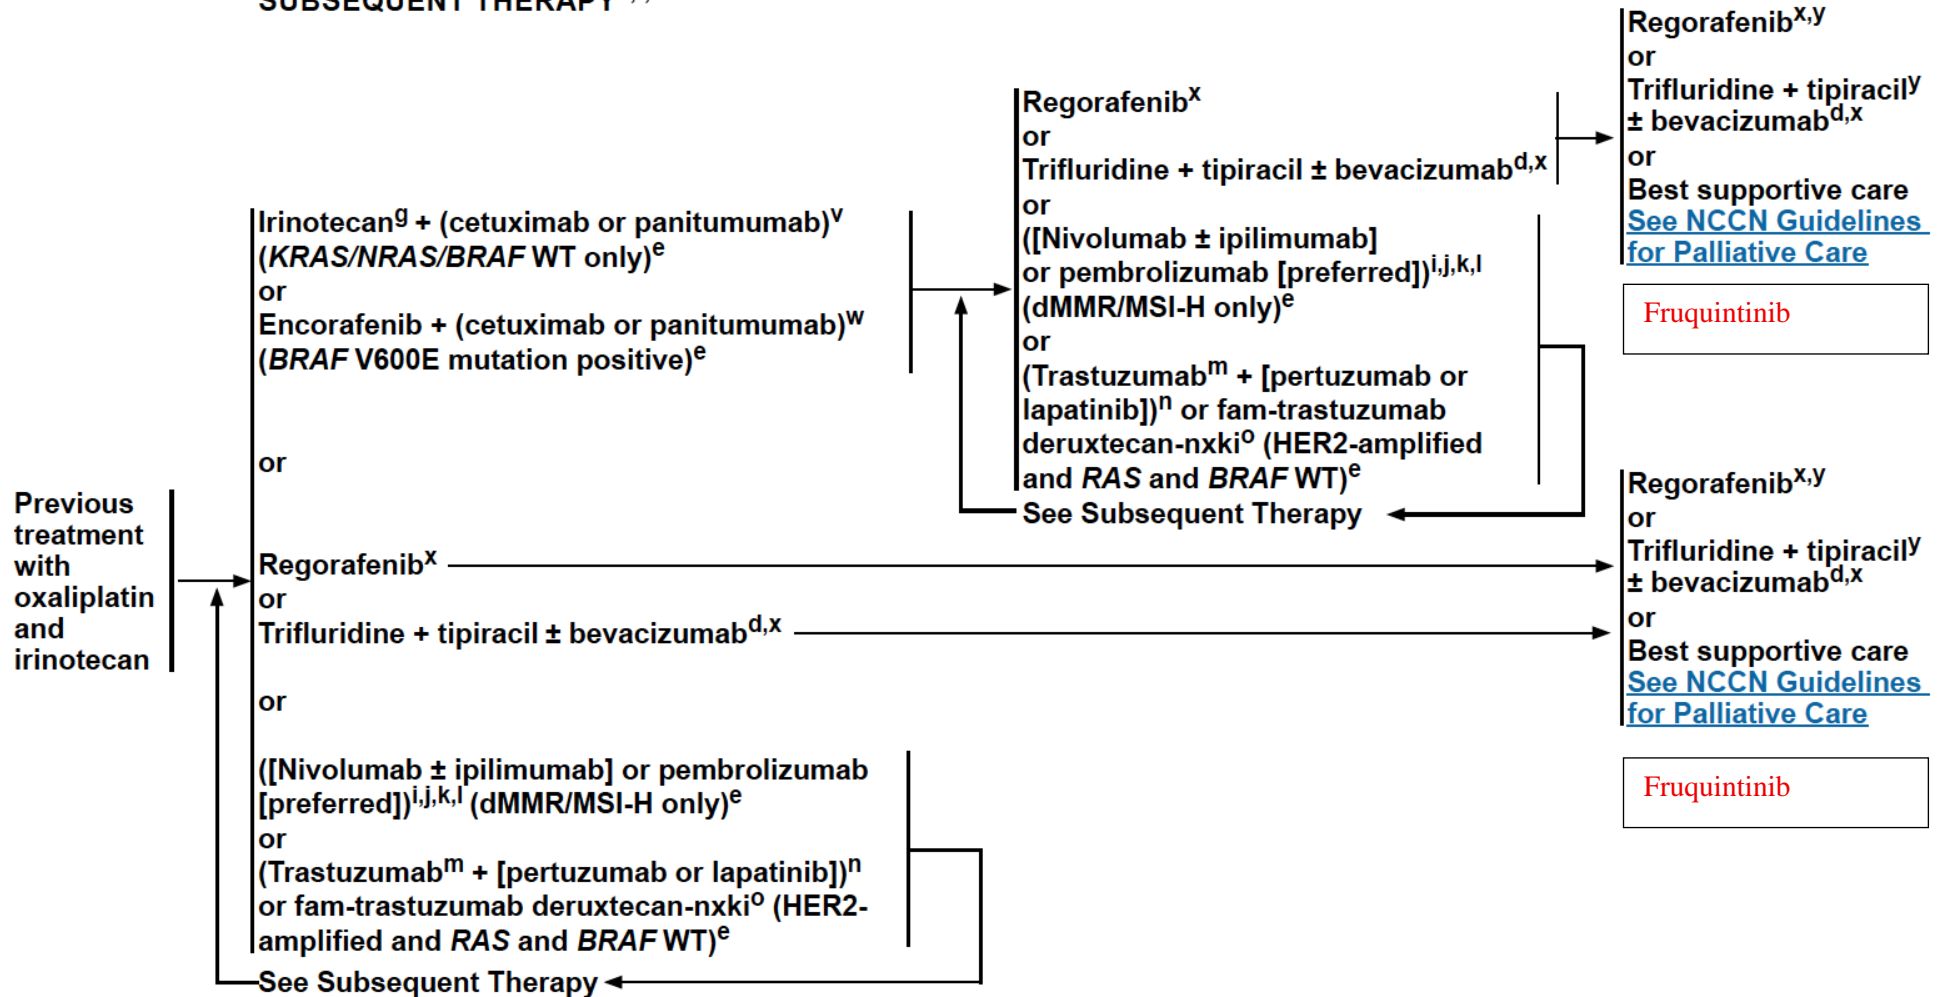 SUBSEQUENT THERAPY
Previous
treatment
with
oxaliplatin
and
irinotecan
Irinotecang + (cetuximab or panitumumab)v
(KRAS/NRAS/BRAF WT only)e
or
Encorafenib + (cetuximab or panitumumab)w
(BRAF V600E mutation positive)e
or
Regorafenibx
or
Trifluridine + tipiracil ± bevacizumabd,x
or
([Nivolumab ± ipilimumab] or pembrolizumab
[preferred])i,j,k,l (dMMR/MSI-H only)e
or
(Trastuzumabm + [pertuzumab or lapatinib])n
or fam-trastuzumab deruxtecan-nxkio (HER2-
amplified and RAS and BRAF WT)e
See Subsequent Therapy
Regorafenibx
or
Trifluridine + tipiracil ± bevacizumabd,x
or
([Nivolumab ± ipilimumab]
or pembrolizumab [preferred])i,j,k,l
(dMMR/MSI-H only)e
or
(Trastuzumabm + [pertuzumab or
lapatinib])n or fam-trastuzumab
deruxtecan-nxkio (HER2-amplified
and RAS and BRAF WT)e
See Subsequent Therapy
Regorafenibx,y
or
Trifluridine + tipiracily
± bevacizumabd,x
or
Best supportive care
See NCCN Guidelines
for Palliative Care
Fruquintinib
Regorafenibx,y
or
Trifluridine + tipiracily
± bevacizumabd,x
or
Best supportive care
See NCCN Guidelines
for Palliative Care
Fruquintinib